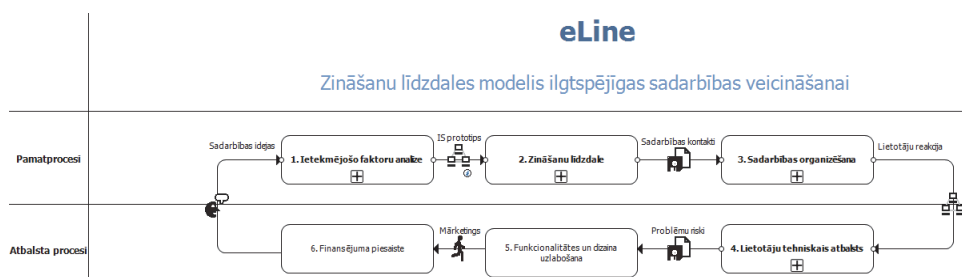 eLine
Zināšanu līdzdales modelis ilgtspējīgas sadarbības veicināšanai
Pamatprocesi
Sadarbības idejas
1. Ietekmējošo faktoru analīze
IS prototips
2. Zināšanu līdzdale
Sadarbības kontakti
3. Sadarbības organizēšana
Lietotāju reakcija
Atbalsta procesi
6. Finansējuma piesaiste
Mārketings
5. Funkcionalitātes un dizaina
uzlabošana
Problēmu riski
4. Lietotāju tehniskais atbalsts